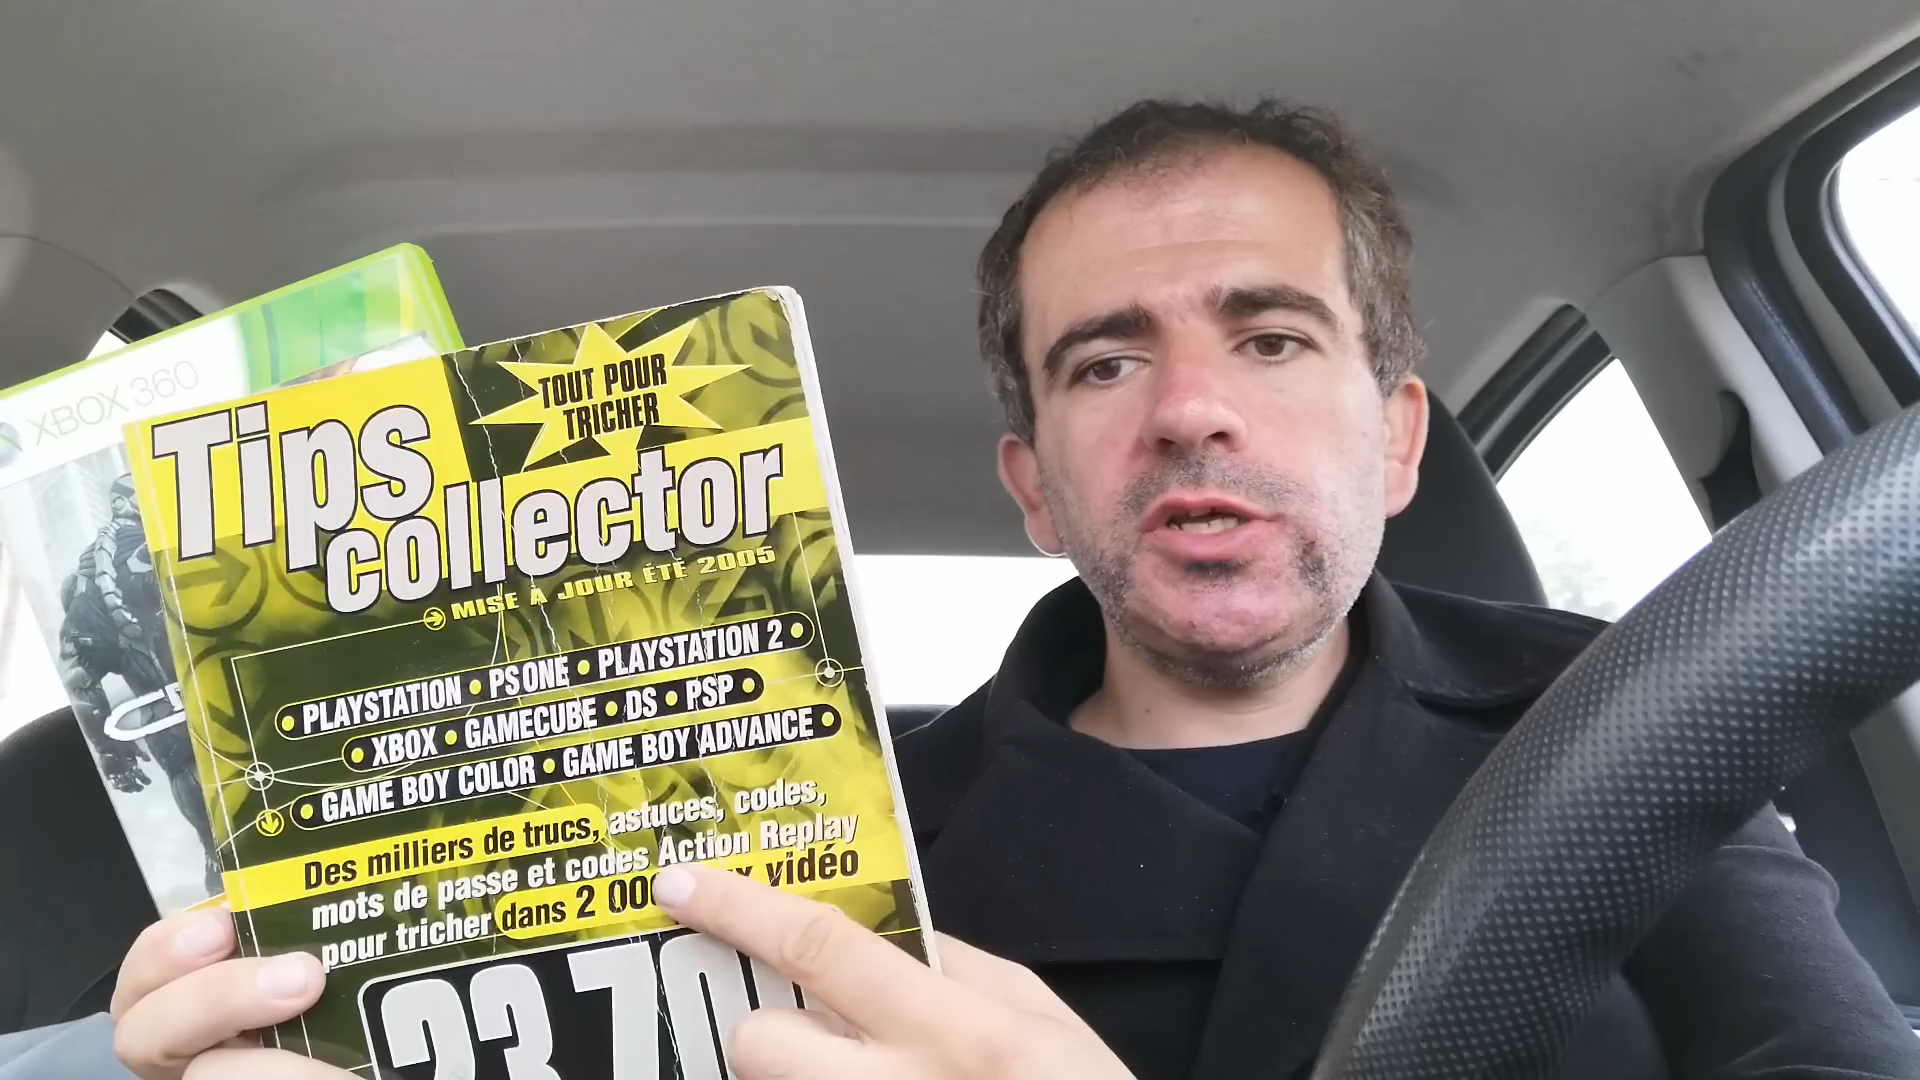 XBOX 360
TOUT POUR
TRICHER
Tips
collector
MISE À JOUR ÉTÉ 2005
PLAYSTATION • PS ONE • PLAYSTATION 2 •
• XBOX • GAMECUBE • DS • PSP •
• GAME BOY COLOR • GAME BOY ADVANCE •
Des milliers de trucs, astuces, codes,
mots de passe et codes Action Replay
pour tricher dans 2 000 vidéo